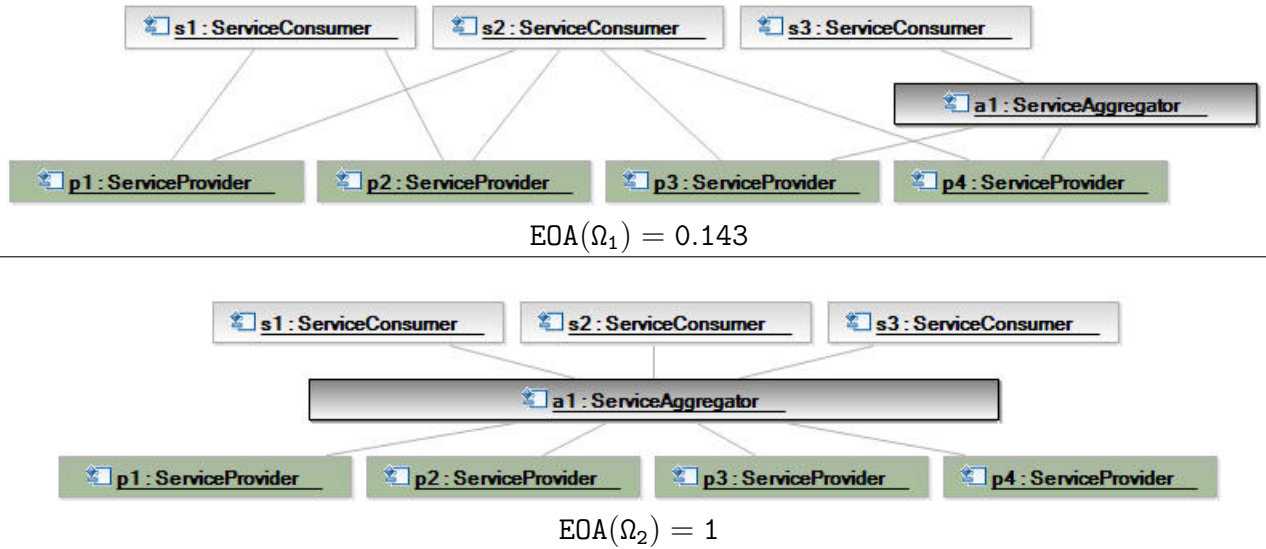 s1 : ServiceConsumer s2 : ServiceConsumer s3 : ServiceConsumer
a1 : ServiceAggregator
p1 : ServiceProvider p2 : ServiceProvider p3 : ServiceProvider p4 : ServiceProvider
EOA(Ω₁) = 0.143
s1 : ServiceConsumer s2 : ServiceConsumer s3 : ServiceConsumer
a1 : ServiceAggregator
p1 : ServiceProvider p2 : ServiceProvider p3 : ServiceProvider p4 : ServiceProvider
EOA(Ω₂) = 1